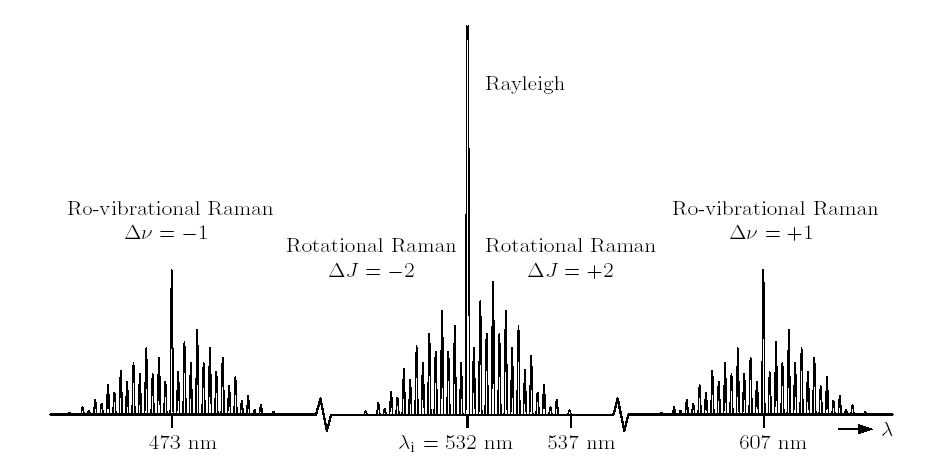 Rayleigh
Ro-vibrational Raman
Δν = −1
Rotational Raman
ΔJ = −2
Rotational Raman
ΔJ = +2
Ro-vibrational Raman
Δν = +1
473 nm
λi = 532 nm
537 nm
607 nm
λ